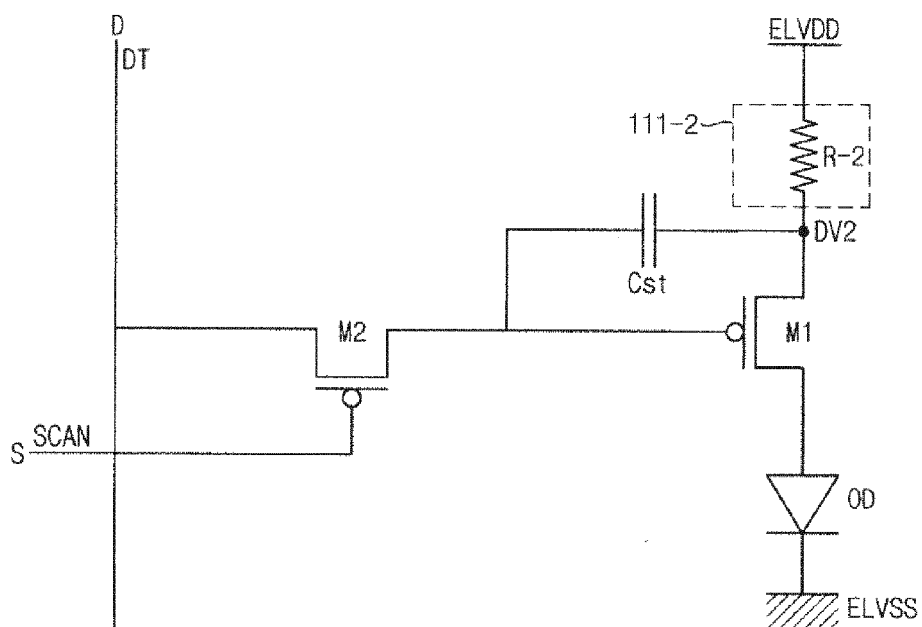 D
DT
ELVDD
111-2
R-2
DV2
Cst
M2
M1
S
SCAN
OD
ELVSS